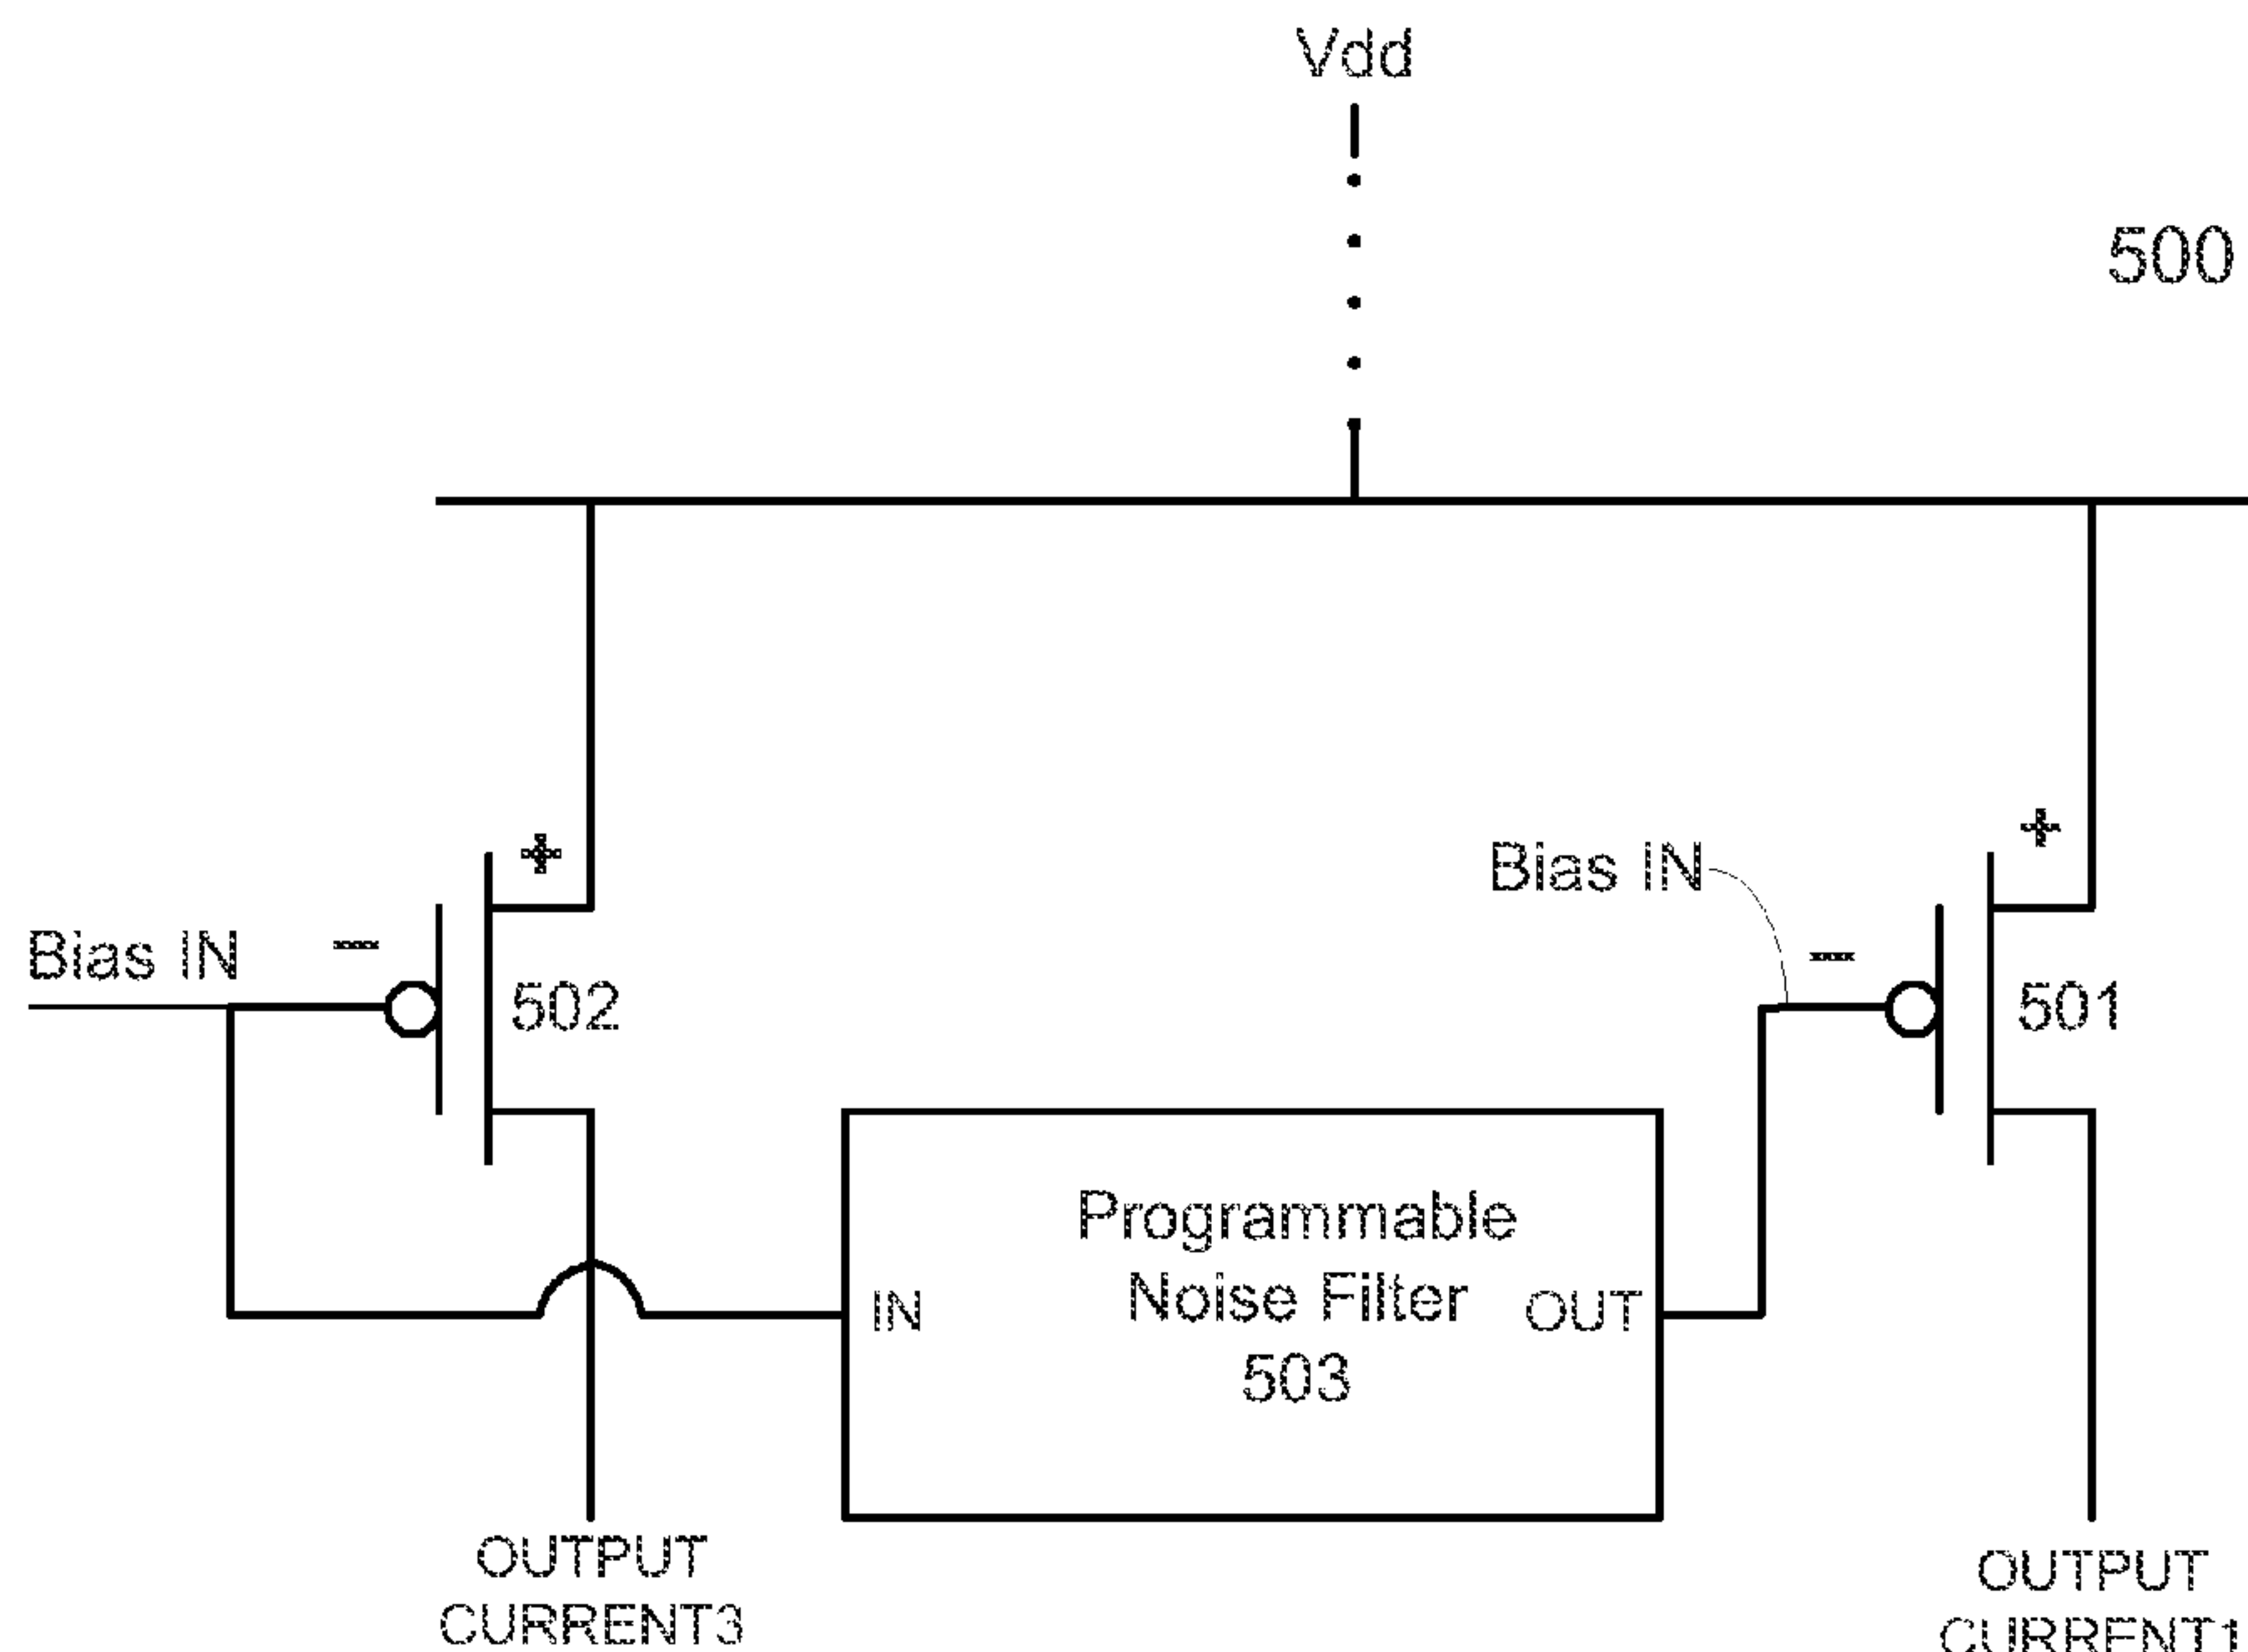 Vdd
500
+
+
Bias IN
Bias IN
–
–
502
501
Programmable
Noise Filter
503
IN
OUT
OUTPUT
CURRENT3
OUTPUT
CURRENT1